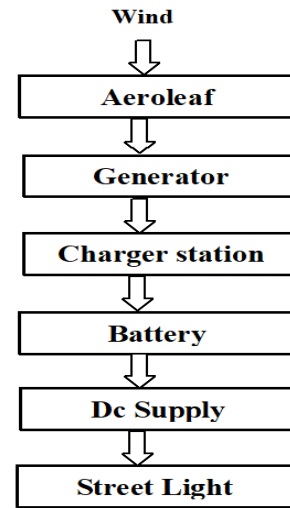 Wind
Aeroleaf
Generator
Charger station
Battery
Dc Supply
Street Light